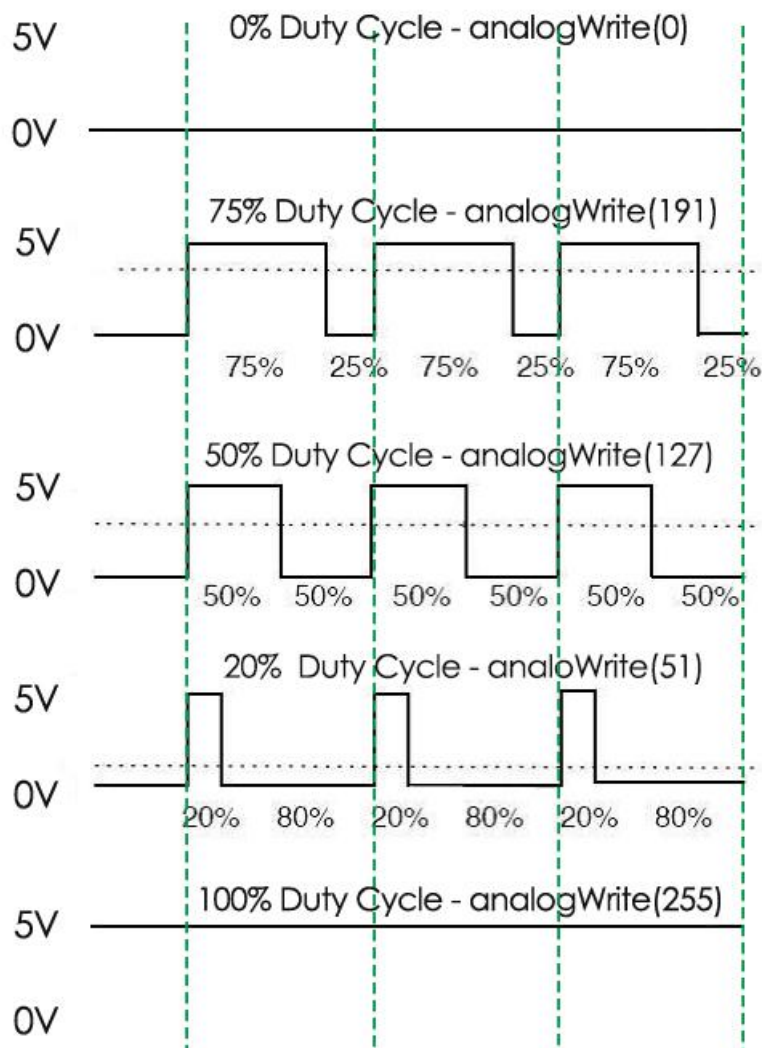 0% Duty Cycle - analogWrite(0)
5V
0V
75% Duty Cycle - analogWrite(191)
5V
0V
75% 25% 75% 25% 75% 25%
50% Duty Cycle - analogWrite(127)
5V
0V
50% 50% 50% 50% 50% 50%
20% Duty Cycle - analoWrite(51)
5V
0V
20% 80% 20% 80% 20% 80%
100% Duty Cycle - analogWrite(255)
5V
0V